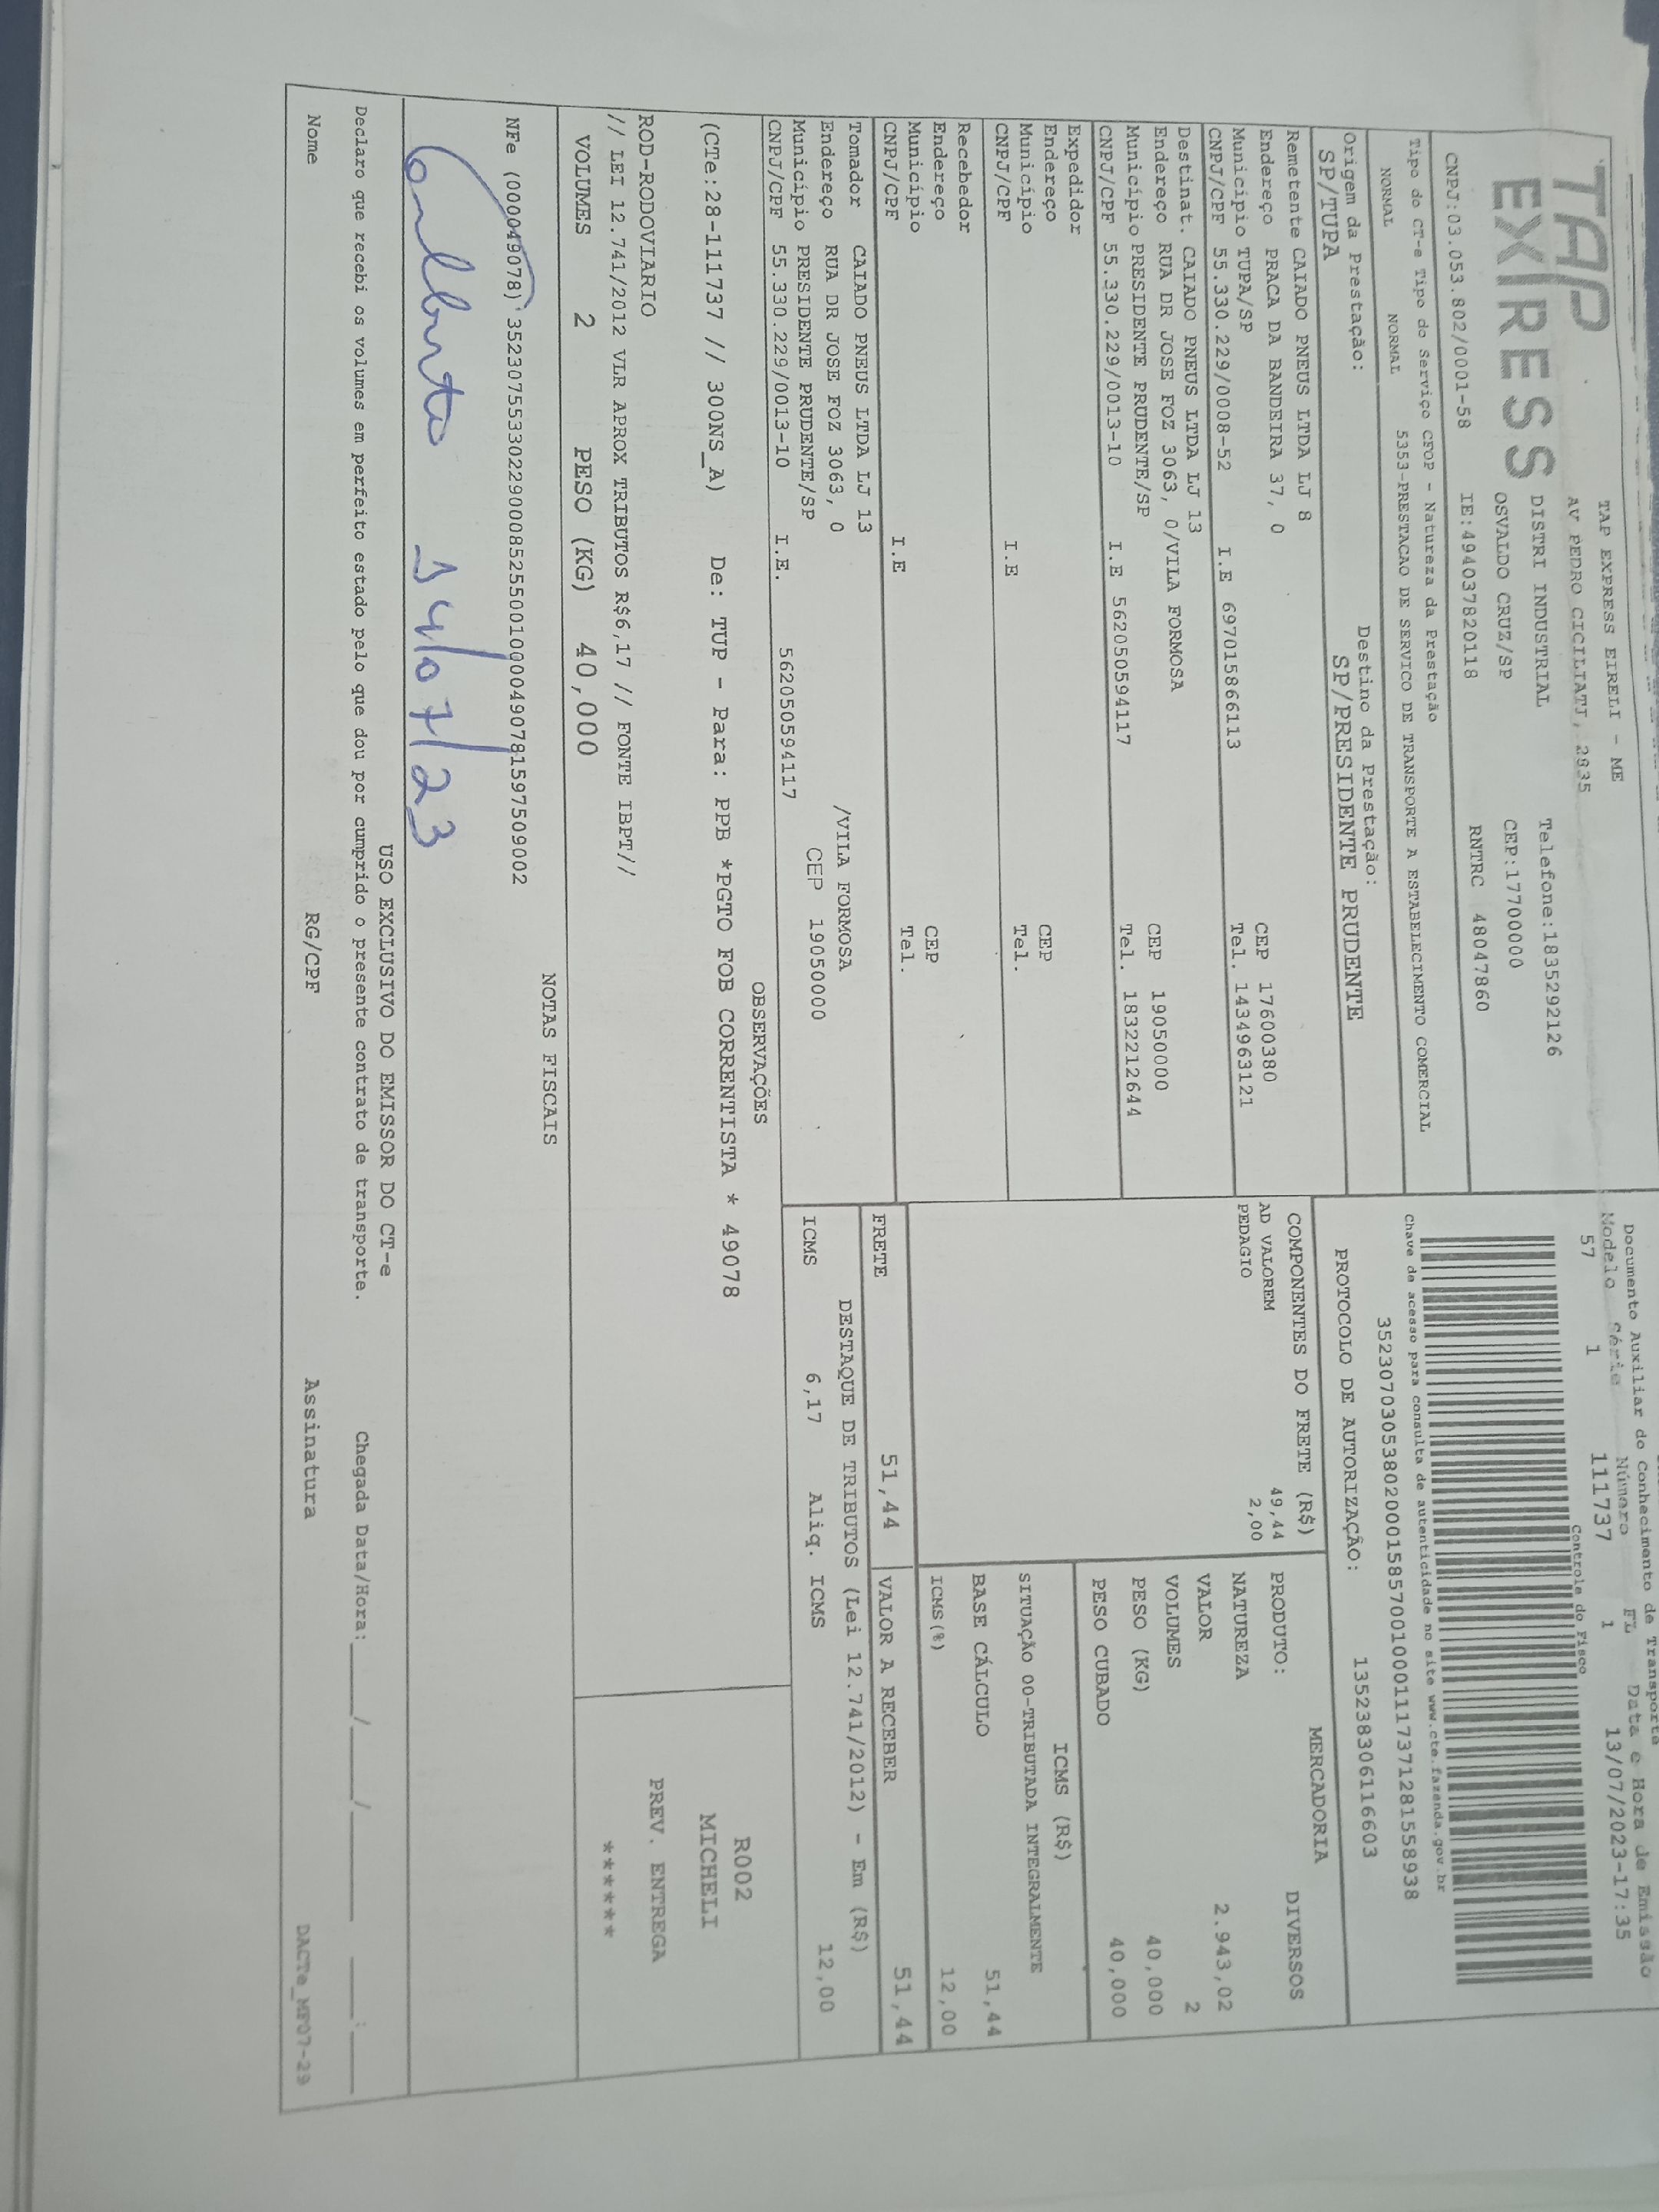 TAP
EXPRESS
TAP EXPRESS EIRELI - ME
AV PEDRO CICILIATI, 2835
DISTRI INDUSTRIAL Telefone:1835292126
OSVALDO CRUZ/SP CEP:17700000
CNPJ:03.053.802/0001-58 IE:494037820118 RNTRC 48047860
Tipo do CT-e Tipo do Serviço CFOP - Natureza da Prestação
NORMAL NORMAL 5353-PRESTACAO DE SERVICO DE TRANSPORTE A ESTABELECIMENTO COMERCIAL
Origem da Prestação: Destino da Prestação:
SP/TUPA SP/PRESIDENTE PRUDENTE
Documento Auxiliar do Conhecimento de Transporte
Modelo Série Número FL Data e Hora de Emissão
57 1 111737 1 13/07/2023-17:35
Controle do Fisco
Chave de acesso para consulta de autenticidade no site www.cte.fazenda.gov.br
35230703053802000158570010001117371281558938
PROTOCOLO DE AUTORIZAÇÃO: 135238306116603
Remetente CAIADO PNEUS LTDA LJ 8
Endereço PRACA DA BANDEIRA 37, 0 CEP 17600380
Município TUPA/SP Tel. 1434963121
CNPJ/CPF 55.330.229/0008-52 I.E 697015866113
Destinat. CAIADO PNEUS LTDA LJ 13
Endereço RUA DR JOSE FOZ 3063, 0/VILA FORMOSA CEP 19050000
Município PRESIDENTE PRUDENTE/SP Tel. 1832212644
CNPJ/CPF 55.330.229/0013-10 I.E 562050594117
Expedidor
Endereço CEP
Município Tel.
CNPJ/CPF I.E
Recebedor
Endereço CEP
Município Tel.
CNPJ/CPF I.E
Tomador CAIADO PNEUS LTDA LJ 13
Endereço RUA DR JOSE FOZ 3063, 0 /VILA FORMOSA
Município PRESIDENTE PRUDENTE/SP CEP 19050000
CNPJ/CPF 55.330.229/0013-10 I.E. 562050594117
COMPONENTES DO FRETE (R$)
AD VALOREM 49,44
PEDAGIO 2,00
MERCADORIA
PRODUTO: DIVERSOS
NATUREZA
VALOR 2.943,02
VOLUMES 2
PESO (KG) 40,000
PESO CUBADO 40,000
ICMS (R$)
SITUAÇÃO 00-TRIBUTADA INTEGRALMENTE
BASE CÁLCULO 51,44
ICMS(%) 12,00
FRETE 51,44 VALOR A RECEBER 51,44
DESTAQUE DE TRIBUTOS (Lei 12.741/2012) - Em (R$)
ICMS 6,17 Aliq. ICMS 12,00
OBSERVAÇÕES
(CTe:28-111737 // 300NS_A) De: TUP - Para: PPB *PGTO FOB CORRENTISTA * 49078
ROD-RODOVIARIO
// LEI 12.741/2012 VLR APROX TRIBUTOS R$6,17 // FONTE IBPT//
R002
MICHELI
PREV. ENTREGA
******
VOLUMES 2 PESO (KG) 40,000
NOTAS FISCAIS
NFe (000049078) 35230755330229000852550010000490781597509002
14/07/23
USO EXCLUSIVO DO EMISSOR DO CT-e
Declaro que recebi os volumes em perfeito estado pelo que dou por cumprido o presente contrato de transporte. Chegada Data/Hora:____/____/______ ___:___
Nome RG/CPF Assinatura
DACTe_MF07-29